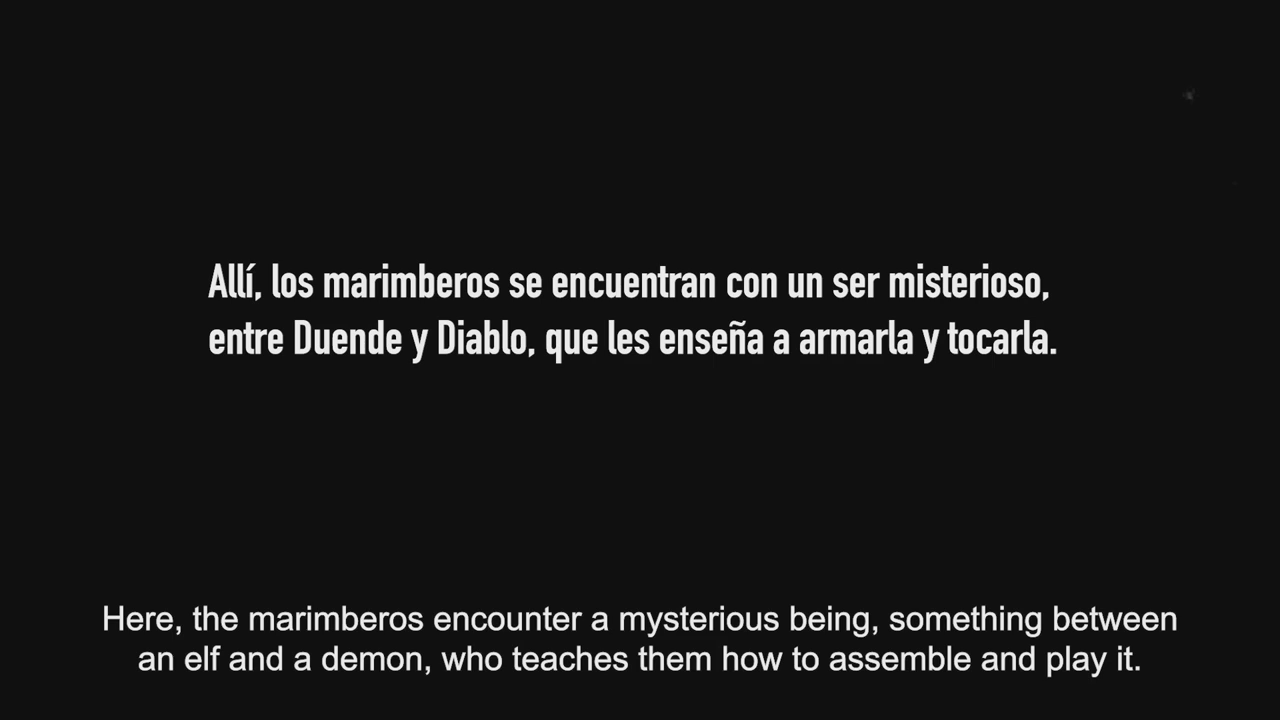 Allí, los marimberos se encuentran con un ser misterioso,
entre Duende y Diablo, que les enseña a armarla y tocarla.
Here, the marimberos encounter a mysterious being, something between
an elf and a demon, who teaches them how to assemble and play it.